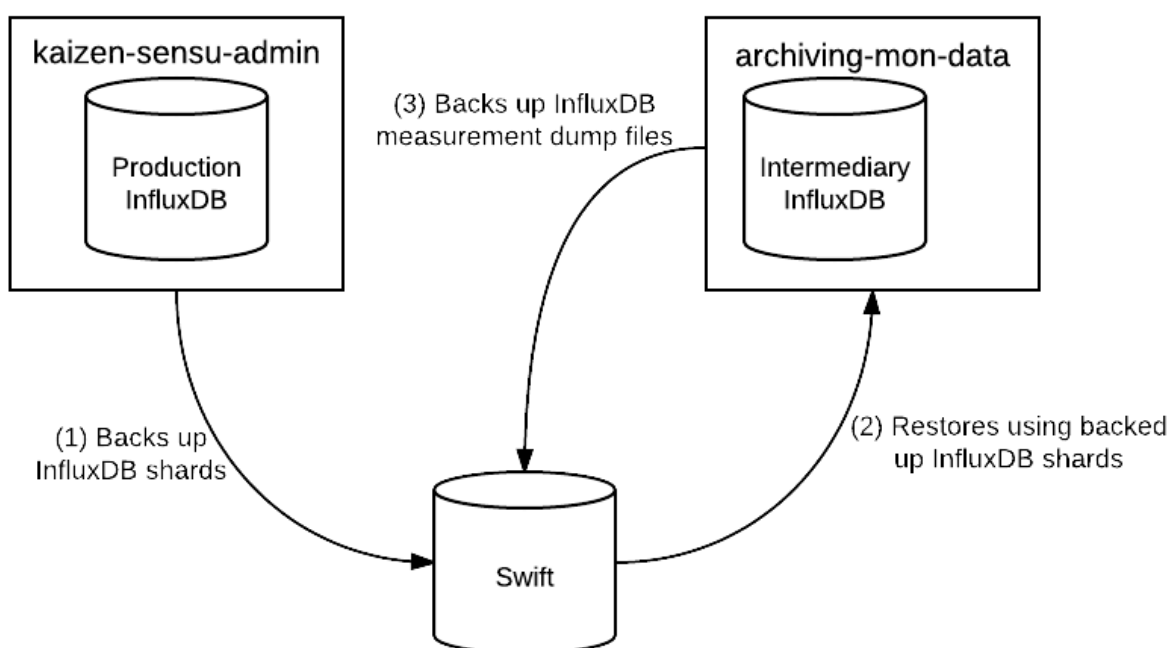 kaizen-sensu-admin
Production
InfluxDB
(3) Backs up InfluxDB
measurement dump files
archiving-mon-data
Intermediary
InfluxDB
(1) Backs up
InfluxDB shards
(2) Restores using backed
up InfluxDB shards
Swift